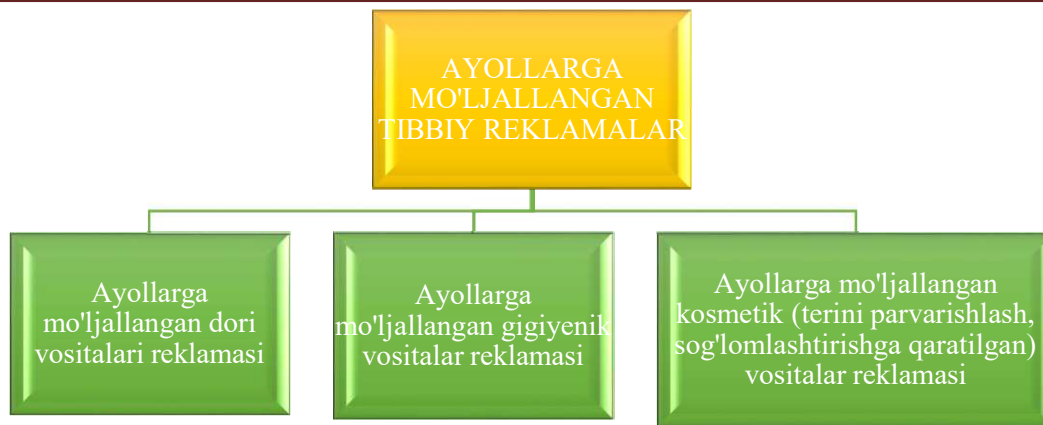 AYOLLARGA
MO'LJALLANGAN
TIBBIY REKLAMALAR
Ayollarga
mo'ljallangan dori
vositalari reklamasi
Ayollarga
mo'ljallangan gigiyenik
vositalar reklamasi
Ayollarga mo'ljallangan
kosmetik (terini parvarishlash,
sog'lomlashtirishga qaratilgan)
vositalar reklamasi